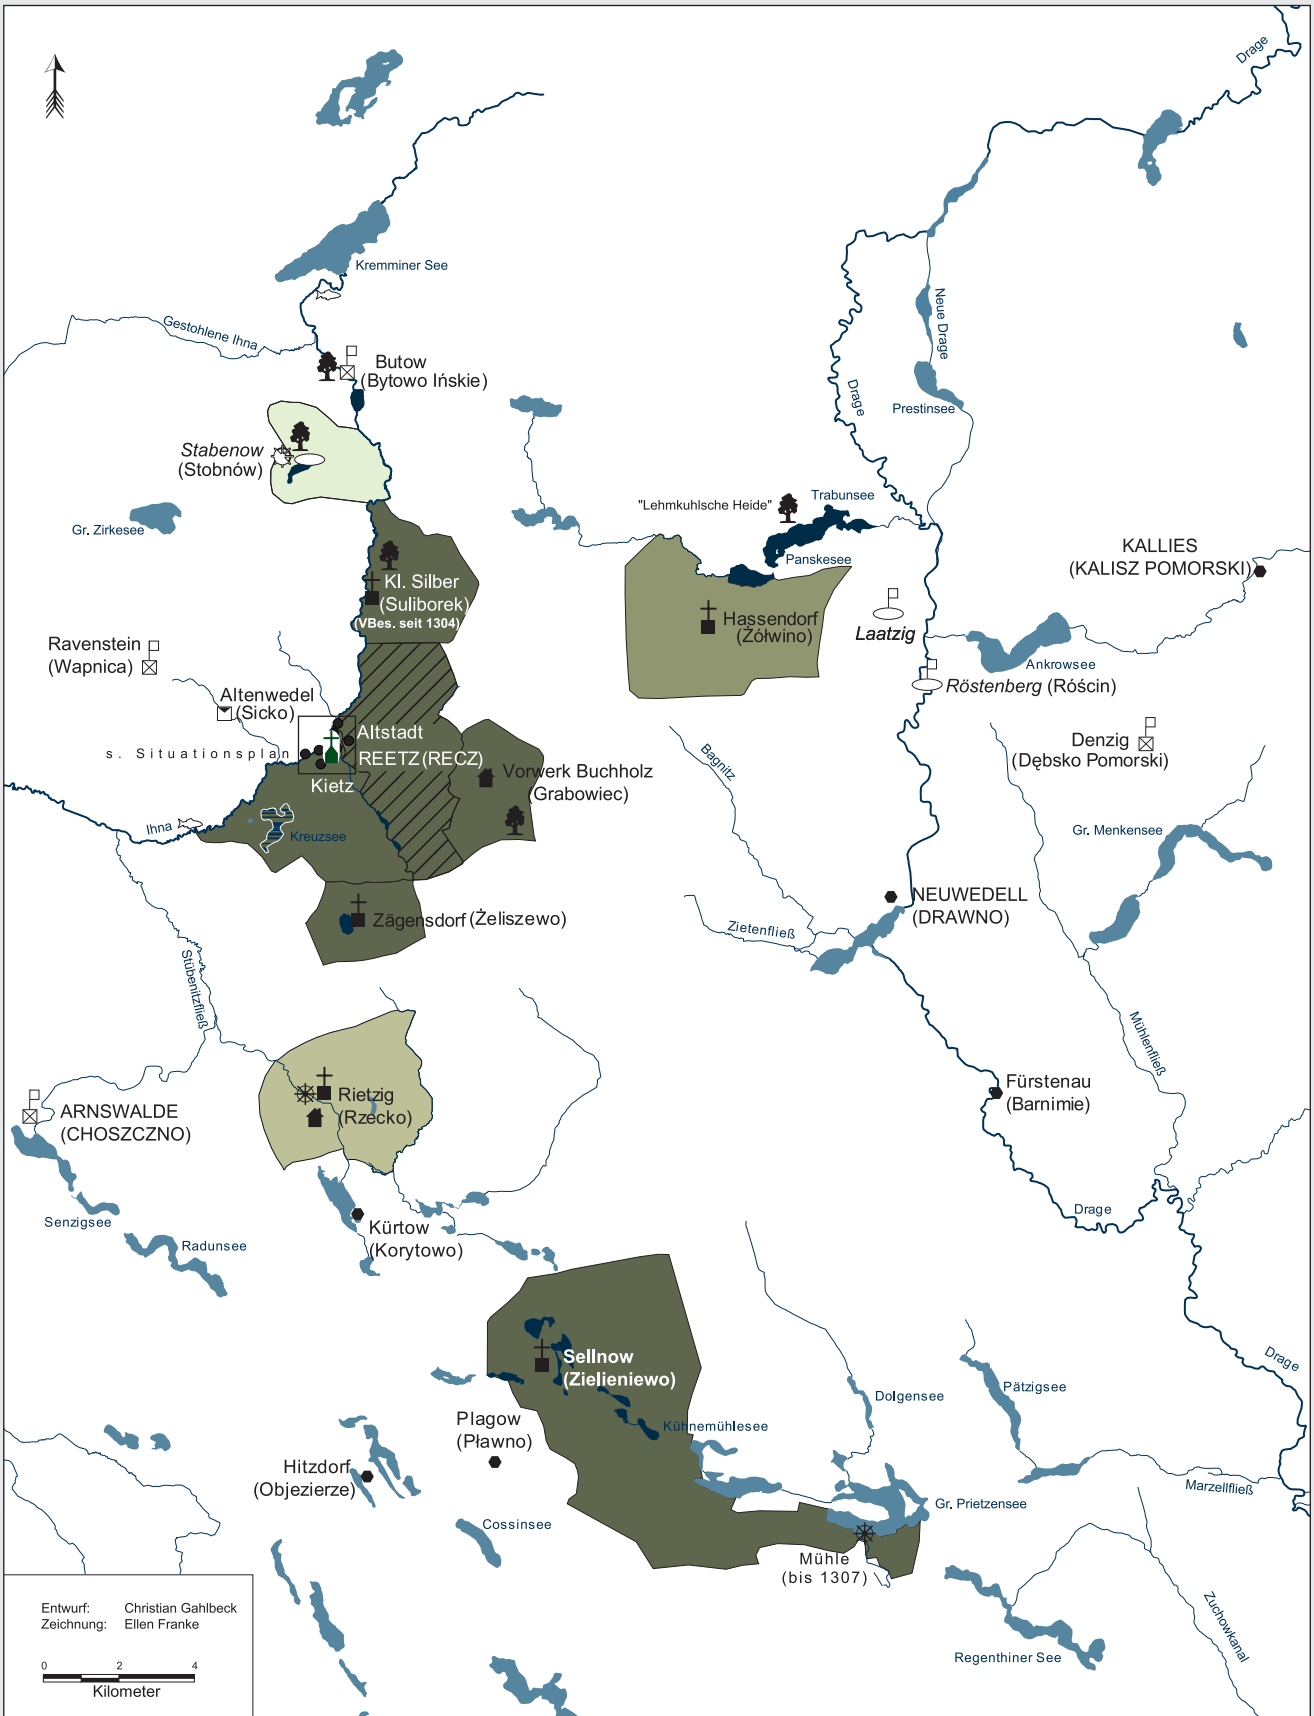 Drage
Kremminer See
Gestohlene Ihna
Butow
(Bytowo Ińskie)
Neue Drage
Drage
Prestinsee
Stabenow
(Stobnów)
Gr. Zirkesee
"Lehmkuhlsche Heide"
Trabunsee
Panskesee
KALLIES
(KALISZ POMORSKI)
Kl. Silber
(Suliborek)
(VBes. seit 1304)
Hassendorf
(Żółwino)
Laatzig
Ravenstein
(Wapnica)
Ankrowsee
Röstenberg (Róścin)
Altenwedel
(Sicko)
s. Situationsplan
Altstadt
REETZ (RECZ)
Kietz
Vorwerk Buchholz
(Grabowiec)
Bagnitz
Denzig
(Dębsko Pomorski)
Ihna
Kreuzsee
Gr. Menkensee
NEUWEDELL
(DRAWNO)
Zägensdorf (Żeliszewo)
Zietenfließ
Stübenitzfließ
Mühlenfließ
Rietzig
(Rzecko)
Fürstenau
(Barnimie)
ARNSWALDE
(CHOSZCZNO)
Senzigsee
Radunsee
Kürtow
(Korytowo)
Drage
Sellnow
(Zielieniewo)
Drage
Dolgensee
Pätzigsee
Plagow
(Pławno)
Kühnemühlesee
Hitzdorf
(Objezierze)
Marzellfließ
Gr. Prietzensee
Cossinsee
Mühle
(bis 1307)
Zuchowkanal
Regenthiner See
Entwurf: Christian Gahlbeck
Zeichnung: Ellen Franke
0 2 4
Kilometer